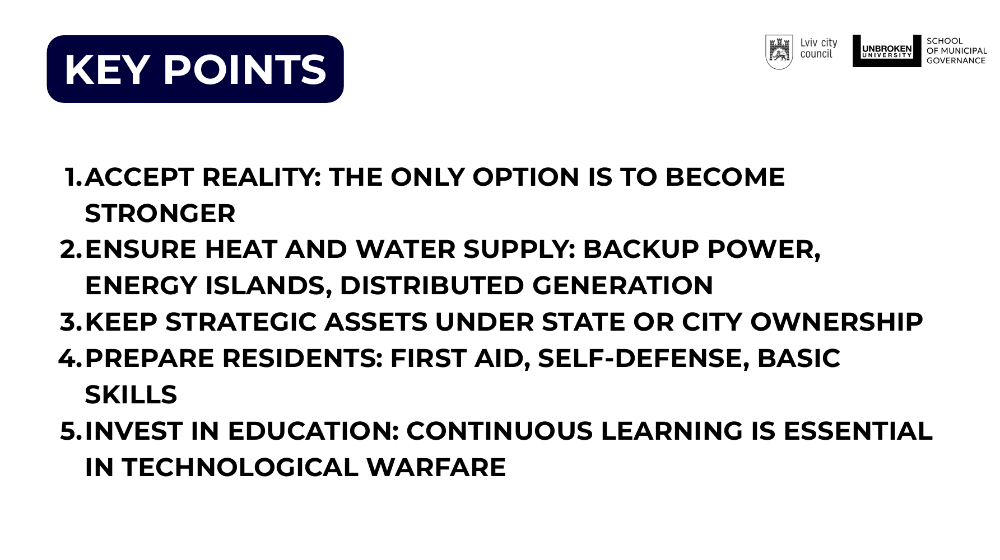 KEY POINTS
Lviv city
council
UNBROKEN
UNIVERSITY
SCHOOL
OF MUNICIPAL
GOVERNANCE
1.ACCEPT REALITY: THE ONLY OPTION IS TO BECOME
STRONGER
2.ENSURE HEAT AND WATER SUPPLY: BACKUP POWER,
ENERGY ISLANDS, DISTRIBUTED GENERATION
3.KEEP STRATEGIC ASSETS UNDER STATE OR CITY OWNERSHIP
4.PREPARE RESIDENTS: FIRST AID, SELF-DEFENSE, BASIC
SKILLS
5.INVEST IN EDUCATION: CONTINUOUS LEARNING IS ESSENTIAL
IN TECHNOLOGICAL WARFARE